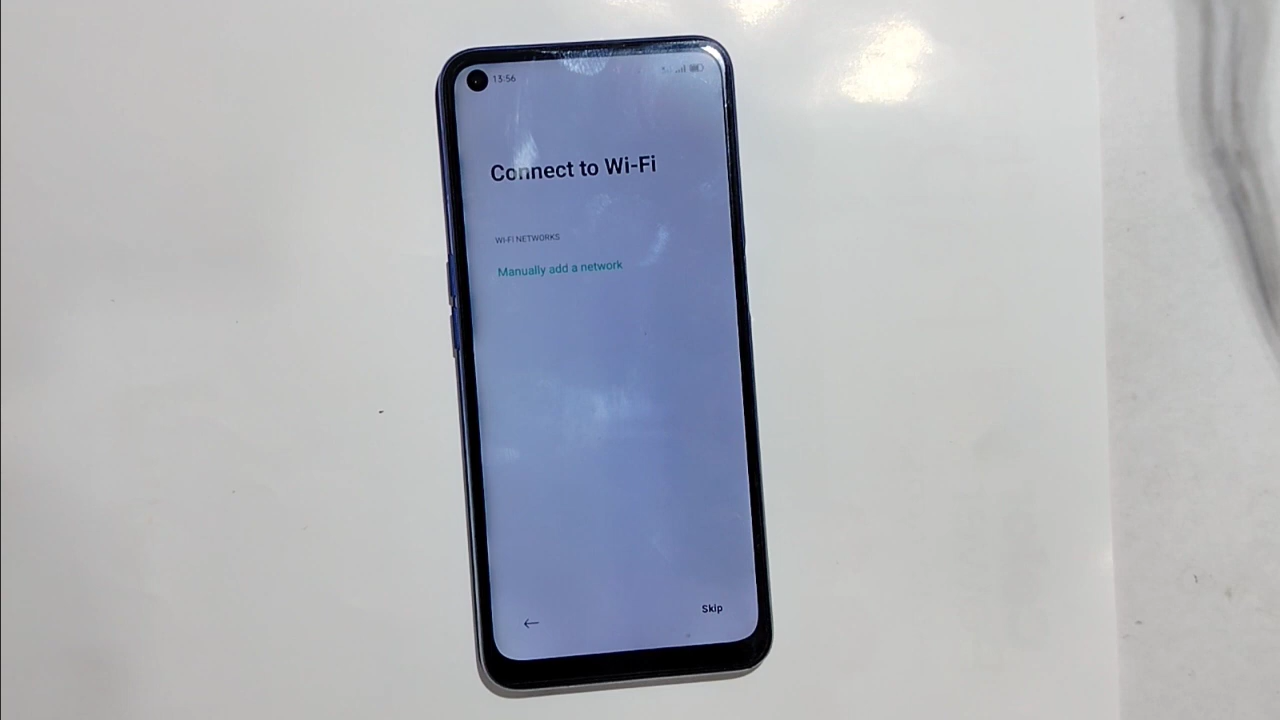 13:56
Connect to Wi-Fi
WI-FI NETWORKS
Manually add a network
Skip